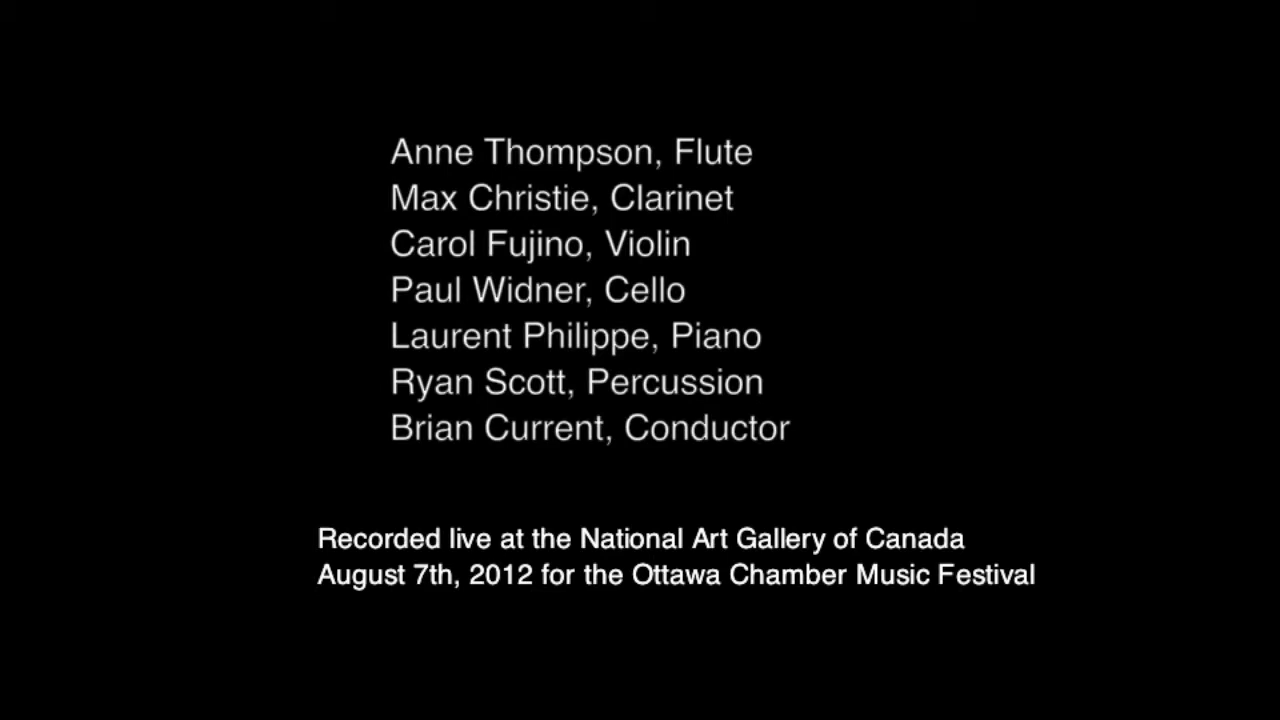 Anne Thompson, Flute
Max Christie, Clarinet
Carol Fujino, Violin
Paul Widner, Cello
Laurent Philippe, Piano
Ryan Scott, Percussion
Brian Current, Conductor
Recorded live at the National Art Gallery of Canada
August 7th, 2012 for the Ottawa Chamber Music Festival